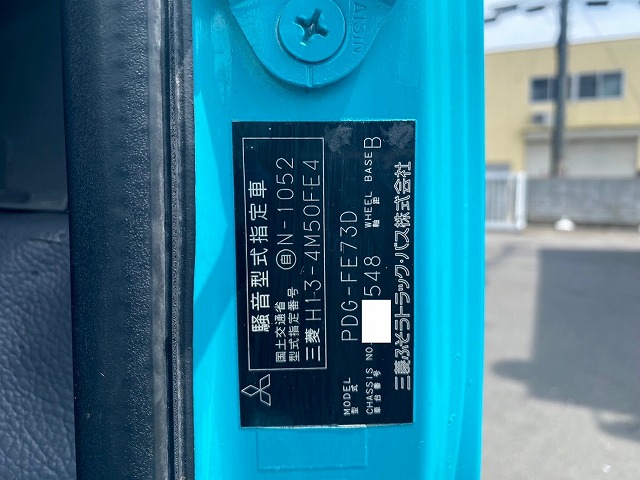 AISIN
騒音型式指定車
国土交通省
型式指定番号 自 N-1052
三菱 H13-4M50FE4
MODEL
型式 PDG-FE73D
CHASSIS NO.
車台番号 548 WHEEL BASE
軸距 B
三菱ふそうトラック・バス株式会社